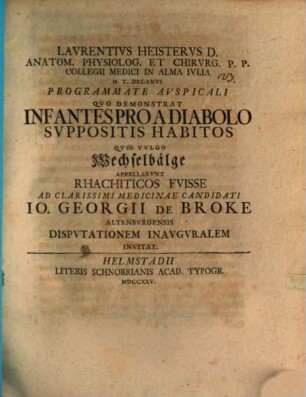 LAVRENTIVS HEISTERVS D.
ANATOM. PHYSIOLOG. ET CHIRVRG. P. P.
COLLEGII MEDICI IN ALMA IVLIA
H. T. DECANVS
PROGRAMMATE AVSPICALI
QVO DEMONSTRAT
INFANTES PRO A DIABOLO
SVPPOSITIS HABITOS
QVOS VVLGO
Wechselbälge
APPELLARVNT
RHACHITICOS FVISSE
AD CLARISSIMI MEDICINAE CANDIDATI
IO. GEORGII DE BROKE
ALTENBVRGENSIS
DISPVTATIONEM INAVGVRALEM
INVITAT.
HELMSTADII
LITERIS SCHNORRIANIS ACAD. TYPOGR.
MDCCXXV.